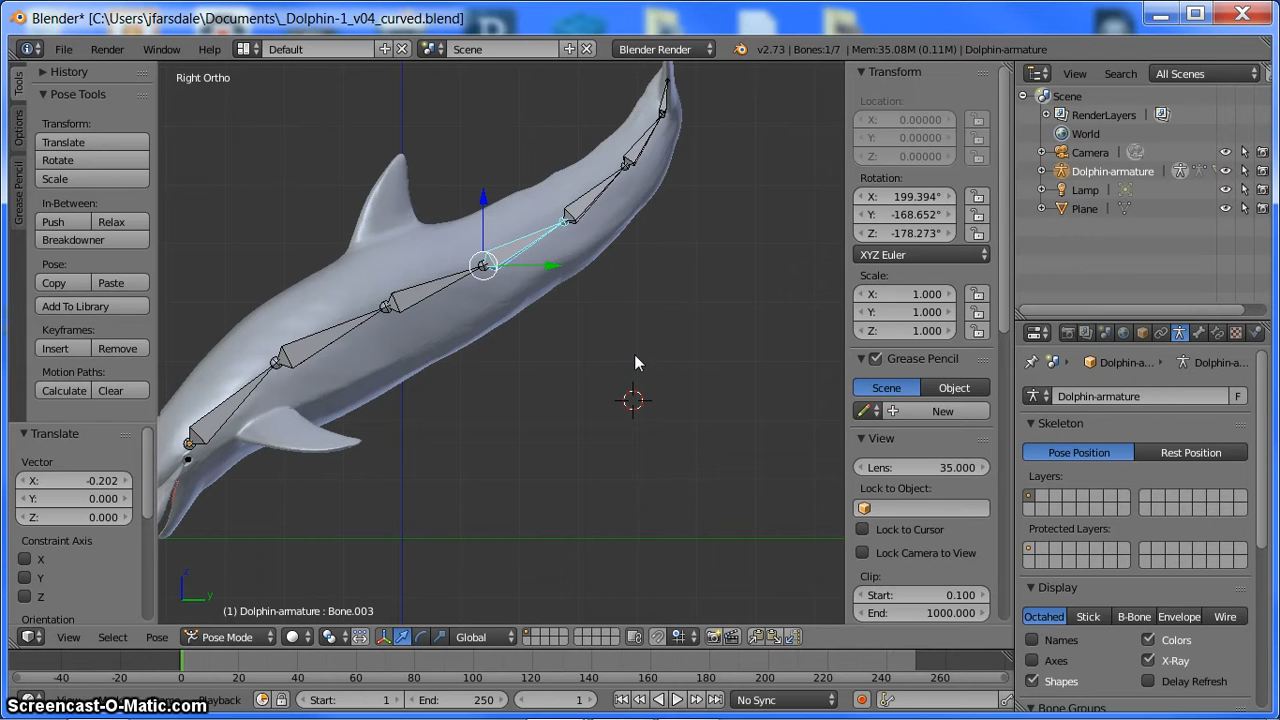 Blender* [C:\Users\jfarsdale\Documents\_Dolphin-1_v04_curved.blend]
File Render Window Help Default Scene Blender Render v2.73 | Bones:1/7 | Mem:35.08M (0.11M) | Dolphin-armature
Tools
Options
Grease Pencil
History
Pose Tools
Transform:
Translate
Rotate
Scale
In-Between:
Push Relax
Breakdowner
Pose:
Copy Paste
Add To Library
Keyframes:
Insert Remove
Motion Paths:
Calculate Clear
Translate
Vector
X: -0.202
Y: 0.000
Z: 0.000
Constraint Axis
X
Y
Z
Orientation
Right Ortho
z
y
(1) Dolphin-armature : Bone.003
View Select Pose Pose Mode Global
Transform
Location:
X: 0.00000
Y: 0.00000
Z: 0.00000
Rotation:
X: 199.394°
Y: -168.652°
Z: -178.273°
XYZ Euler
Scale:
X: 1.000
Y: 1.000
Z: 1.000
Grease Pencil
Scene Object
New
View
Lens: 35.000
Lock to Object:
Lock to Cursor
Lock Camera to View
Clip:
Start: 0.100
End: 1000.000
View Search All Scenes
Scene
RenderLayers
World
Camera
Dolphin-armature
Lamp
Plane
Dolphin-a... Dolphin-a...
Dolphin-armature F
Skeleton
Pose Position Rest Position
Layers:
Protected Layers:
Display
Octahed Stick B-Bone Envelope Wire
Names Colors
Axes X-Ray
Shapes Delay Refresh
Bone Groups
-40 -20 0 20 40 60 80 100 120 140 160 180 200 220 240 260
Playback Start: 1 End: 250 1 No Sync
Screencast-O-Matic.com